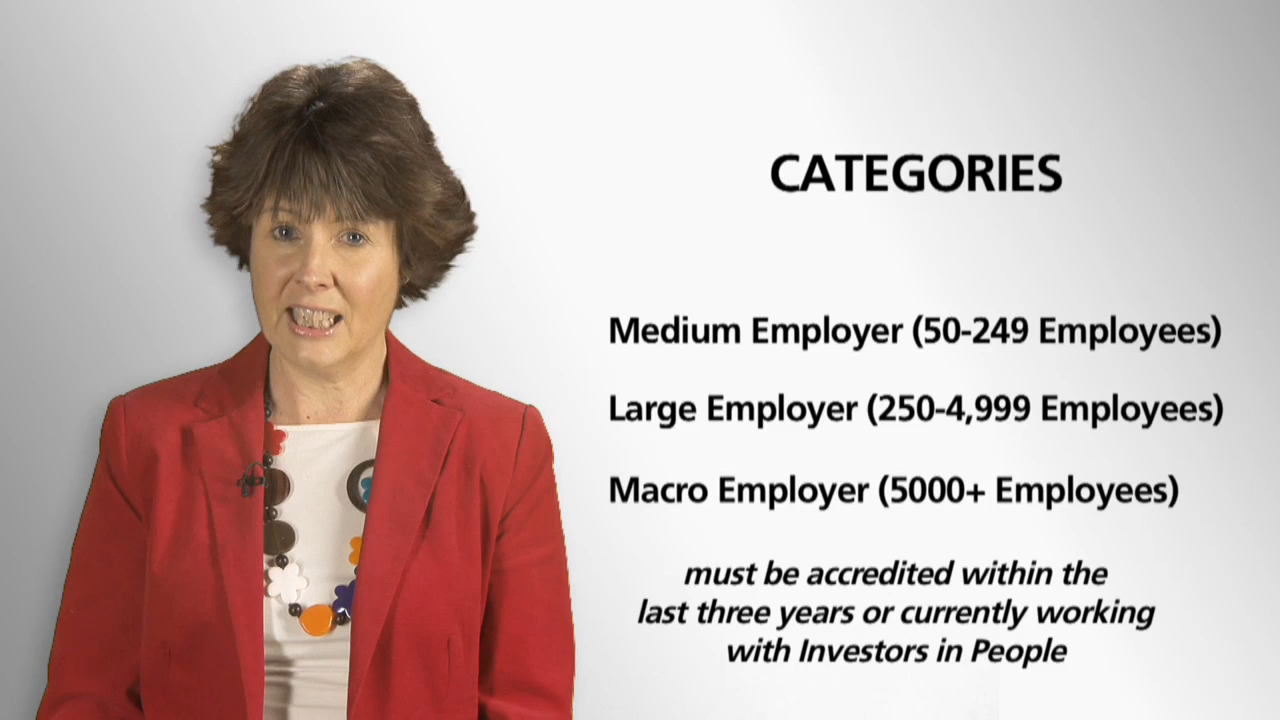 CATEGORIES
Medium Employer (50-249 Employees)
Large Employer (250-4,999 Employees)
Macro Employer (5000+ Employees)
must be accredited within the
last three years or currently working
with Investors in People